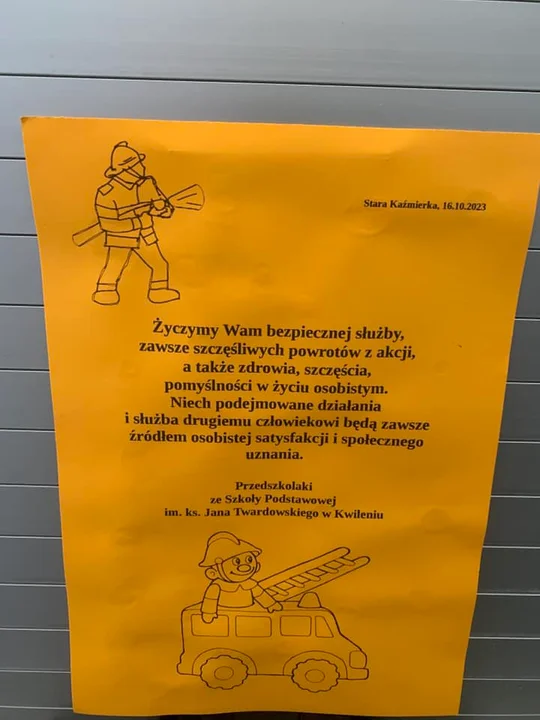 Stara Kaźmierka, 16.10.2023
Życzymy Wam bezpiecznej służby,
zawsze szczęśliwych powrotów z akcji,
a także zdrowia, szczęścia,
pomyślności w życiu osobistym.
Niech podejmowane działania
i służba drugiemu człowiekowi będą zawsze
źródłem osobistej satysfakcji i społecznego
uznania.
Przedszkolaki
ze Szkoły Podstawowej
im. ks. Jana Twardowskiego w Kwileniu